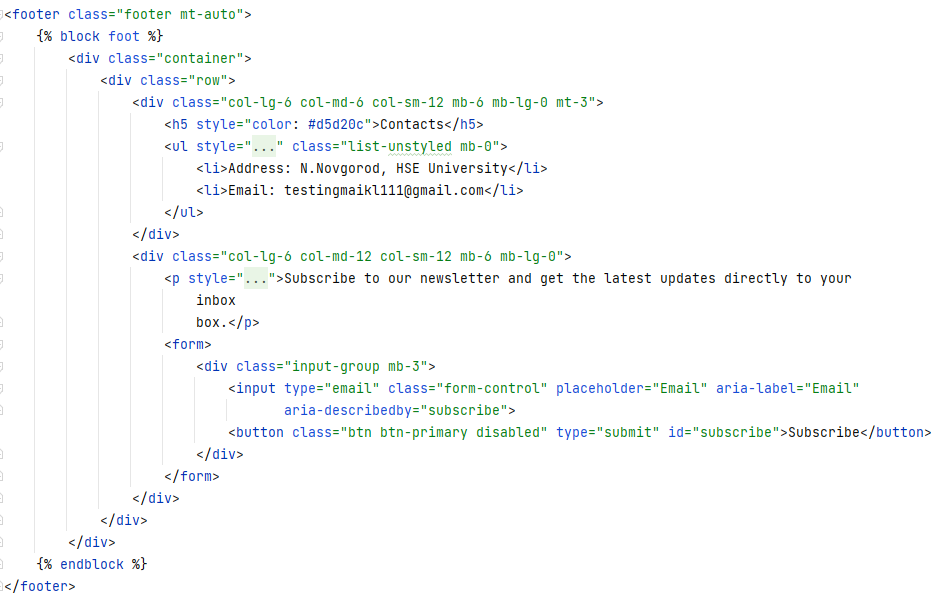 <footer class="footer mt-auto">
    {% block foot %}
        <div class="container">
            <div class="row">
                <div class="col-lg-6 col-md-6 col-sm-12 mb-6 mb-lg-0 mt-3">
                    <h5 style="color: #d5d20c">Contacts</h5>
                    <ul style="..." class="list-unstyled mb-0">
                        <li>Address: N.Novgorod, HSE University</li>
                        <li>Email: testingmaikl111@gmail.com</li>
                    </ul>
                </div>
                <div class="col-lg-6 col-md-12 col-sm-12 mb-6 mb-lg-0">
                    <p style="...">Subscribe to our newsletter and get the latest updates directly to your
                        inbox
                        box.</p>
                    <form>
                        <div class="input-group mb-3">
                            <input type="email" class="form-control" placeholder="Email" aria-label="Email"
                                   aria-describedby="subscribe">
                            <button class="btn btn-primary disabled" type="submit" id="subscribe">Subscribe</button>
                        </div>
                    </form>
                </div>
            </div>
        </div>
    {% endblock %}
</footer>